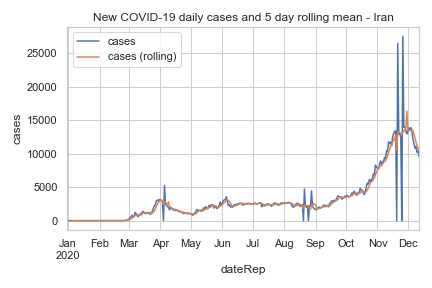 New COVID-19 daily cases and 5 day rolling mean - Iran
cases
cases (rolling)
25000
20000
15000
10000
5000
0
cases
Jan Feb Mar Apr May Jun Jul Aug Sep Oct Nov Dec
2020
dateRep